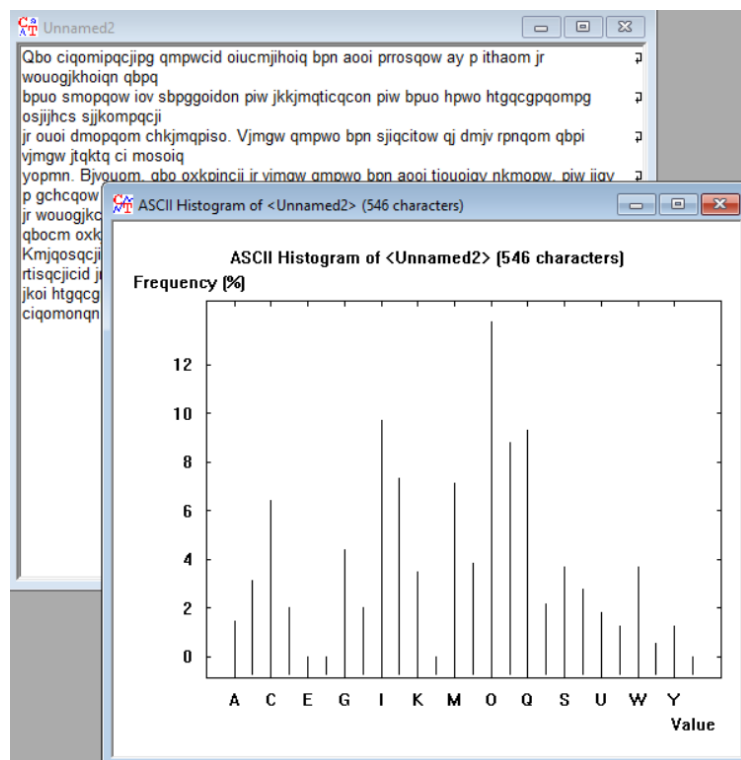 Unnamed2
Qbo ciqomipqcjipg qmpwcid oiucmjihoiq bpn aooi prrosqow ay p ithaom jr
wouogjkhoiqn qbpq
bpuo smopqow iov sbpggoidon piw jkkjmqticqcon piw bpuo hpwo htgqcgpqompg
osjijhcs sjjkompqcji
jr ouoi dmopqom chkjmqpiso. Vjmgw qmpwo bpn sjiqcitow qj dmjv rpnqom qbpi
vjmgw jtqktq ci mosoiq
yopmn. Bjvouom, qbo oxkpincji jr vjmgw qmpwo bpn aooi tiouoigy nkmopw, piw jigy
p gchcqow
jr wouogjkc
qbocm oxk
Kmjqosqcji
rtisqcjicid j
jkoi htgqcg
ciqomonqn
ASCII Histogram of <Unnamed2> (546 characters)
ASCII Histogram of <Unnamed2> (546 characters)
Frequency (%)
12
10
8
6
4
2
0
A C E G I K M O Q S U W Y
Value